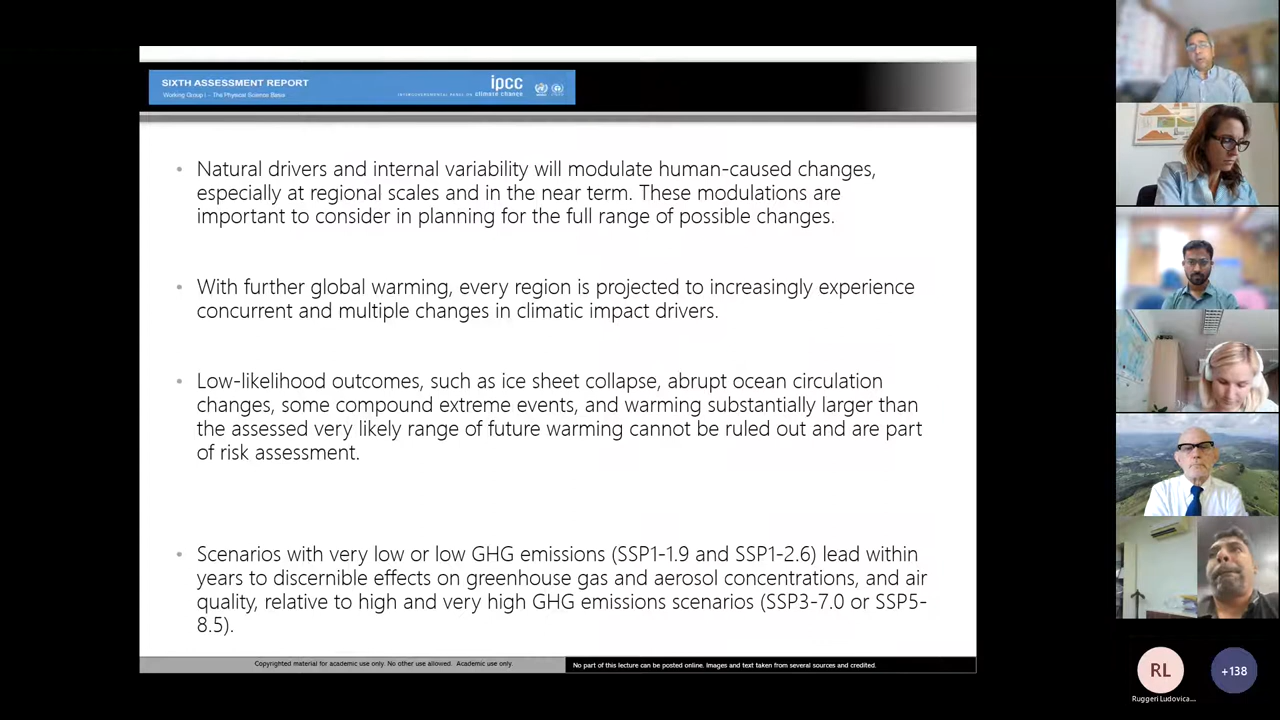 SIXTH ASSESSMENT REPORT
Working Group I – The Physical Science Basis
ipcc
INTERGOVERNMENTAL PANEL ON climate change
Natural drivers and internal variability will modulate human-caused changes,
especially at regional scales and in the near term. These modulations are
important to consider in planning for the full range of possible changes.
With further global warming, every region is projected to increasingly experience
concurrent and multiple changes in climatic impact drivers.
Low-likelihood outcomes, such as ice sheet collapse, abrupt ocean circulation
changes, some compound extreme events, and warming substantially larger than
the assessed very likely range of future warming cannot be ruled out and are part
of risk assessment.
Scenarios with very low or low GHG emissions (SSP1-1.9 and SSP1-2.6) lead within
years to discernible effects on greenhouse gas and aerosol concentrations, and air
quality, relative to high and very high GHG emissions scenarios (SSP3-7.0 or SSP5-
8.5).
Copyrighted material for academic use only. No other use allowed. Academic use only.
No part of this lecture can be posted online. Images and text taken from several sources and credited.
RL
+138
Ruggeri Ludovica...